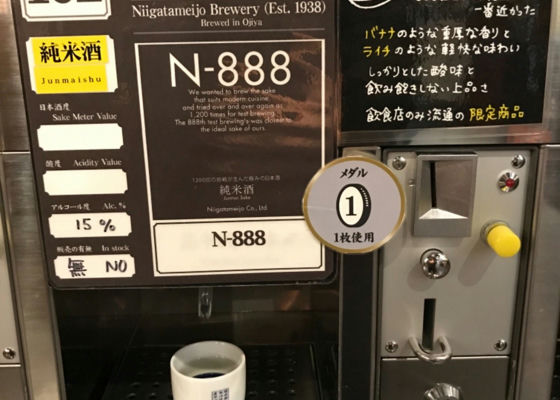 Niigatameijo Brewery (Est. 1938)
Brewed in Ojiya
純米酒
Junmaishu
日本酒度
Sake Meter Value
酸度 Acidity Value
アルコール度 Alc. %
15 %
販売の有無 In stock
無 NO
N-888
We wanted to brew the sake
that suits modern cuisine
and tried over and over again as
1,200 times for test brewing.
The 888th test brewing's was closest to
the ideal sake of ours.
純米酒
Junmai Sake
Niigatameijo Co., Ltd.
N-888
メダル
1
1枚使用
一番近かった
バナナのような重厚な香りと
ライチのような軽快な味わい
しっかりとした酸味と
飲み飽きしない上品さ
飲食店のみ流通の限定商品